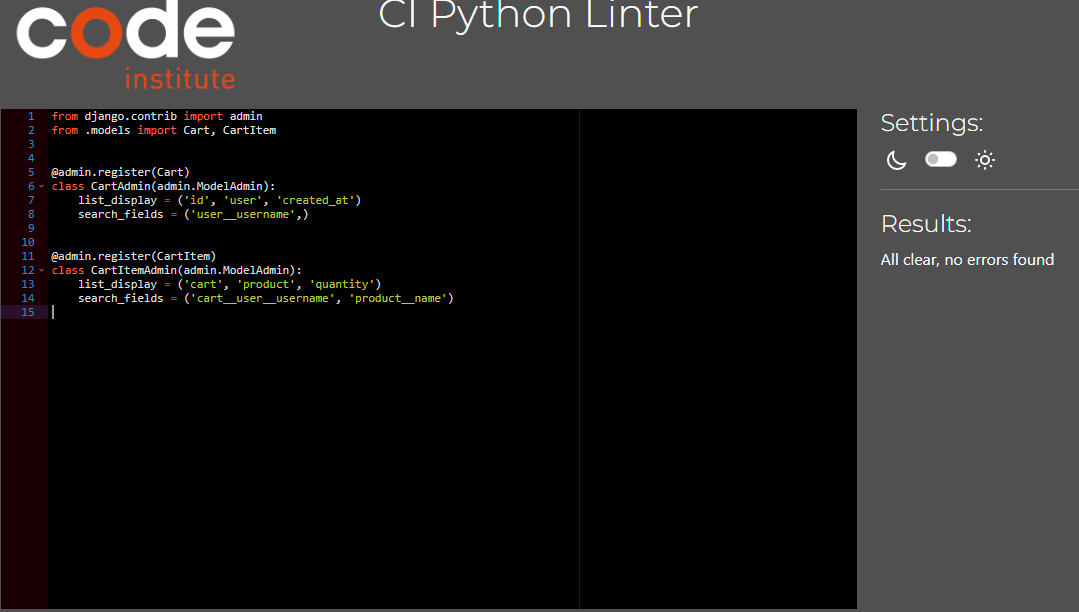 code
institute
CI Python Linter
1 from django.contrib import admin
2 from .models import Cart, CartItem
3
4
5 @admin.register(Cart)
6 class CartAdmin(admin.ModelAdmin):
7     list_display = ('id', 'user', 'created_at')
8     search_fields = ('user__username',)
9
10
11 @admin.register(CartItem)
12 class CartItemAdmin(admin.ModelAdmin):
13     list_display = ('cart', 'product', 'quantity')
14     search_fields = ('cart__user__username', 'product__name')
15
Settings:
Results:
All clear, no errors found